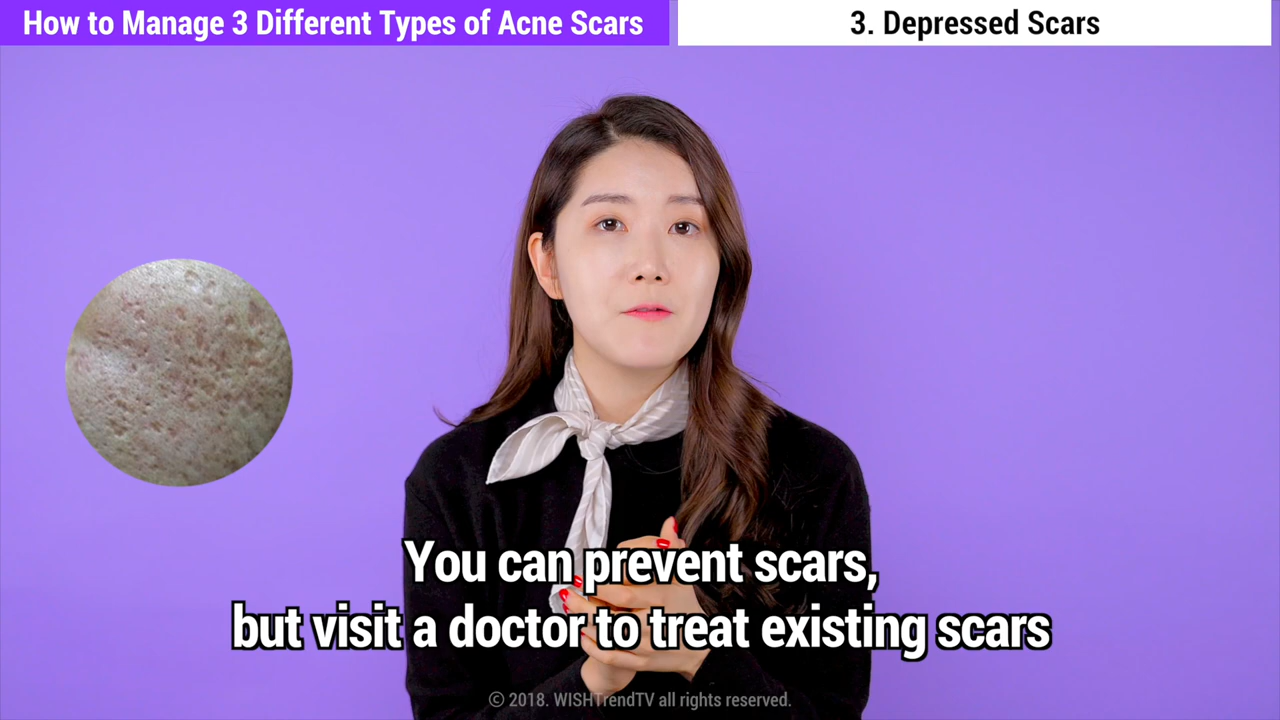 How to Manage 3 Different Types of Acne Scars
3. Depressed Scars
You can prevent scars,
but visit a doctor to treat existing scars
© 2018. WISHTrendTV all rights reserved.